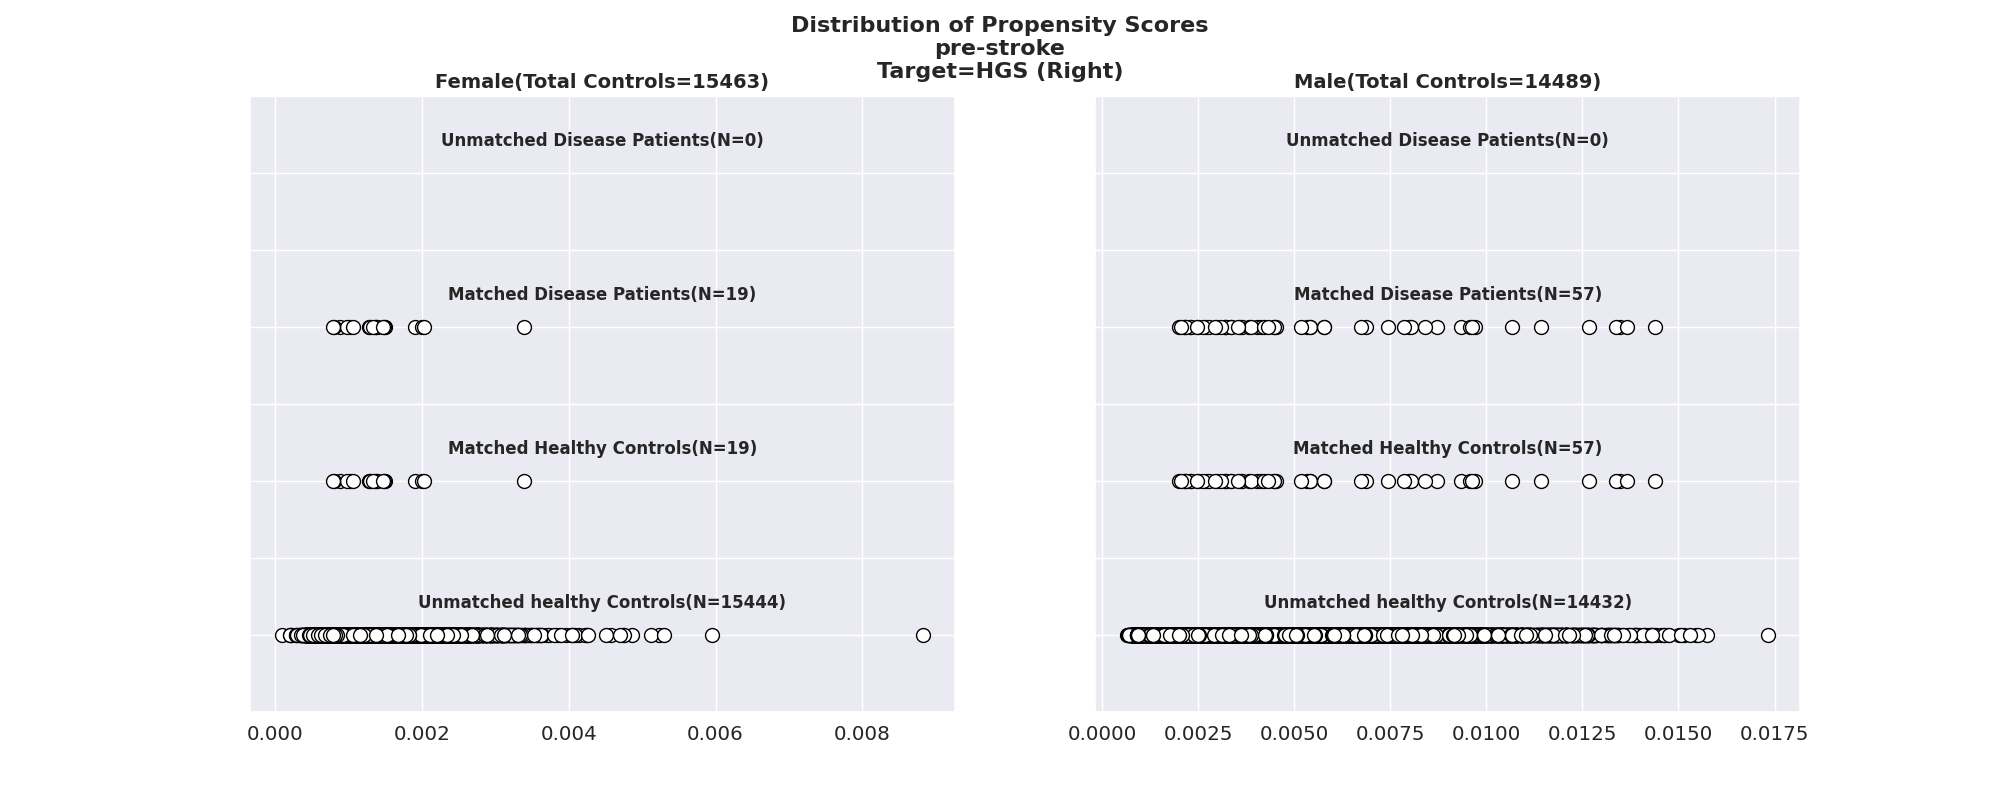 Distribution of Propensity Scores
pre-stroke
Target=HGS (Right)
Female(Total Controls=15463)
Unmatched Disease Patients(N=0)
Matched Disease Patients(N=19)
Matched Healthy Controls(N=19)
Unmatched healthy Controls(N=15444)
0.000 0.002 0.004 0.006 0.008
Male(Total Controls=14489)
Unmatched Disease Patients(N=0)
Matched Disease Patients(N=57)
Matched Healthy Controls(N=57)
Unmatched healthy Controls(N=14432)
0.0000 0.0025 0.0050 0.0075 0.0100 0.0125 0.0150 0.0175